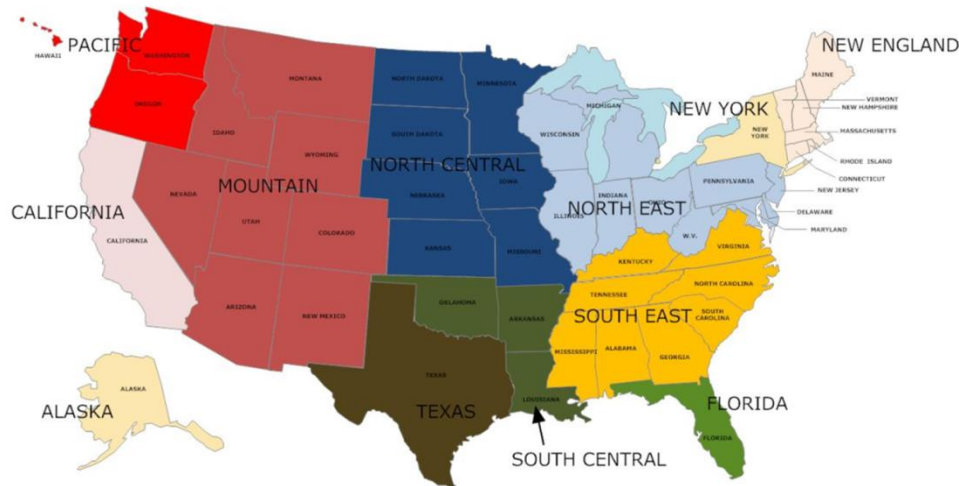 PACIFIC
HAWAII
WASHINGTON
OREGON
CALIFORNIA
CALIFORNIA
ALASKA
ALASKA
MOUNTAIN
MONTANA
IDAHO
WYOMING
NEVADA
UTAH
COLORADO
ARIZONA
NEW MEXICO
NORTH CENTRAL
NORTH DAKOTA
MINNESOTA
SOUTH DAKOTA
NEBRASKA
IOWA
KANSAS
MISSOURI
TEXAS
TEXAS
SOUTH CENTRAL
OKLAHOMA
ARKANSAS
LOUISIANA
NORTH EAST
WISCONSIN
MICHIGAN
ILLINOIS
INDIANA
OHIO
PENNSYLVANIA
W.V.
NEW JERSEY
DELAWARE
MARYLAND
SOUTH EAST
KENTUCKY
VIRGINIA
TENNESSEE
NORTH CAROLINA
SOUTH
CAROLINA
MISSISSIPPI
ALABAMA
GEORGIA
FLORIDA
FLORIDA
NEW YORK
NEW
YORK
NEW ENGLAND
MAINE
VERMONT
NEW HAMPSHIRE
MASSACHUSETTS
RHODE ISLAND
CONNECTICUT